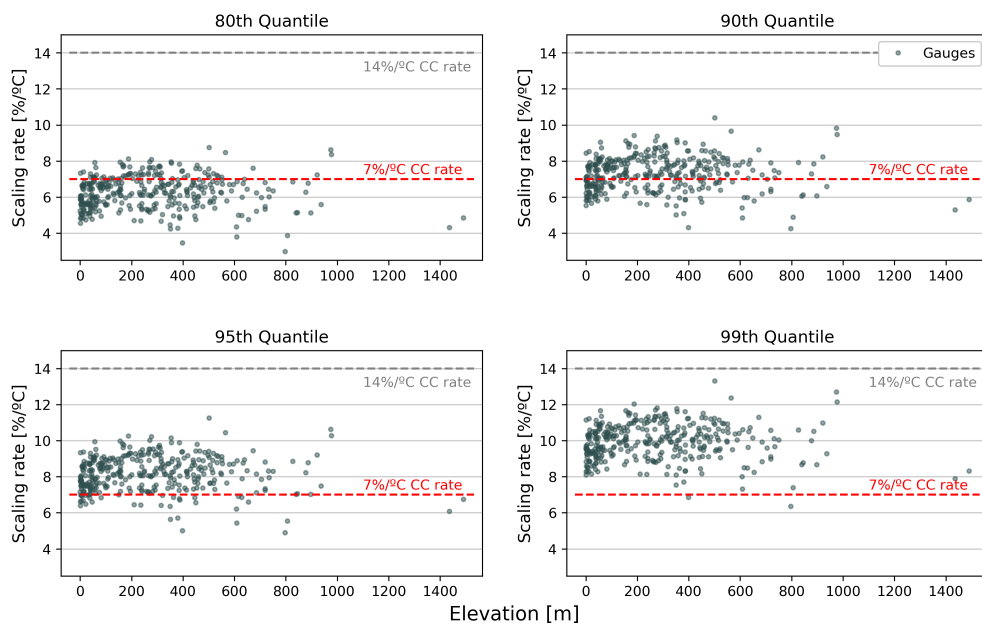 80th Quantile
90th Quantile
Scaling rate [%/ºC]
14
12
10
8
6
4
14%/ºC CC rate
7%/ºC CC rate
0 200 400 600 800 1000 1200 1400
Scaling rate [%/ºC]
14
12
10
8
6
4
Gauges
7%/ºC CC rate
0 200 400 600 800 1000 1200 1400
95th Quantile
99th Quantile
Scaling rate [%/ºC]
14
12
10
8
6
4
14%/ºC CC rate
7%/ºC CC rate
0 200 400 600 800 1000 1200 1400
Scaling rate [%/ºC]
14
12
10
8
6
4
14%/ºC CC rate
7%/ºC CC rate
0 200 400 600 800 1000 1200 1400
Elevation [m]